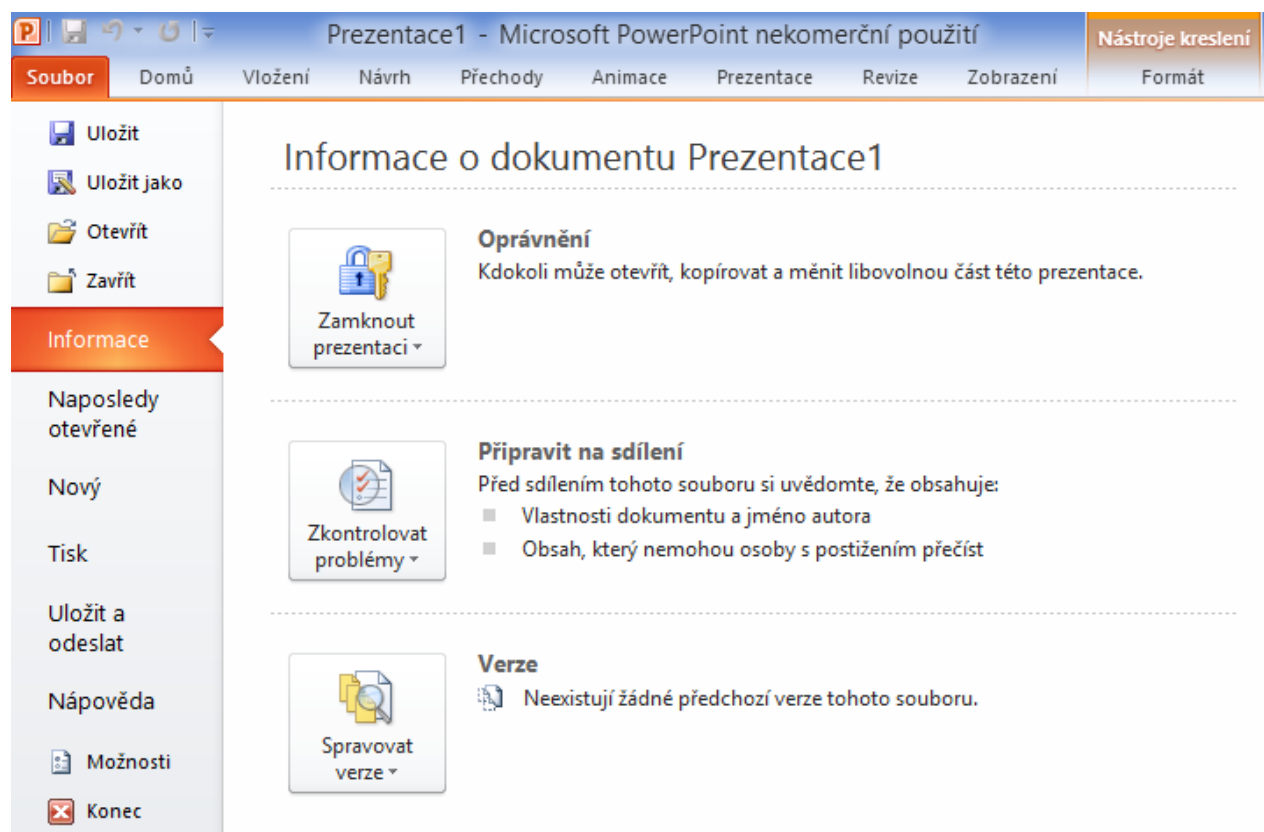 Prezentace1 - Microsoft PowerPoint nekomerční použití
Nástroje kreslení
Soubor Domů Vložení Návrh Přechody Animace Prezentace Revize Zobrazení Formát
Uložit
Uložit jako
Otevřít
Zavřít
Informace
Naposledy
otevřené
Nový
Tisk
Uložit a
odeslat
Nápověda
Možnosti
Konec
Informace o dokumentu Prezentace1
Zamknout
prezentaci
Oprávnění
Kdokoli může otevřít, kopírovat a měnit libovolnou část této prezentace.
Zkontrolovat
problémy
Připravit na sdílení
Před sdílením tohoto souboru si uvědomte, že obsahuje:
Vlastnosti dokumentu a jméno autora
Obsah, který nemohou osoby s postižením přečíst
Spravovat
verze
Verze
Neexistují žádné předchozí verze tohoto souboru.